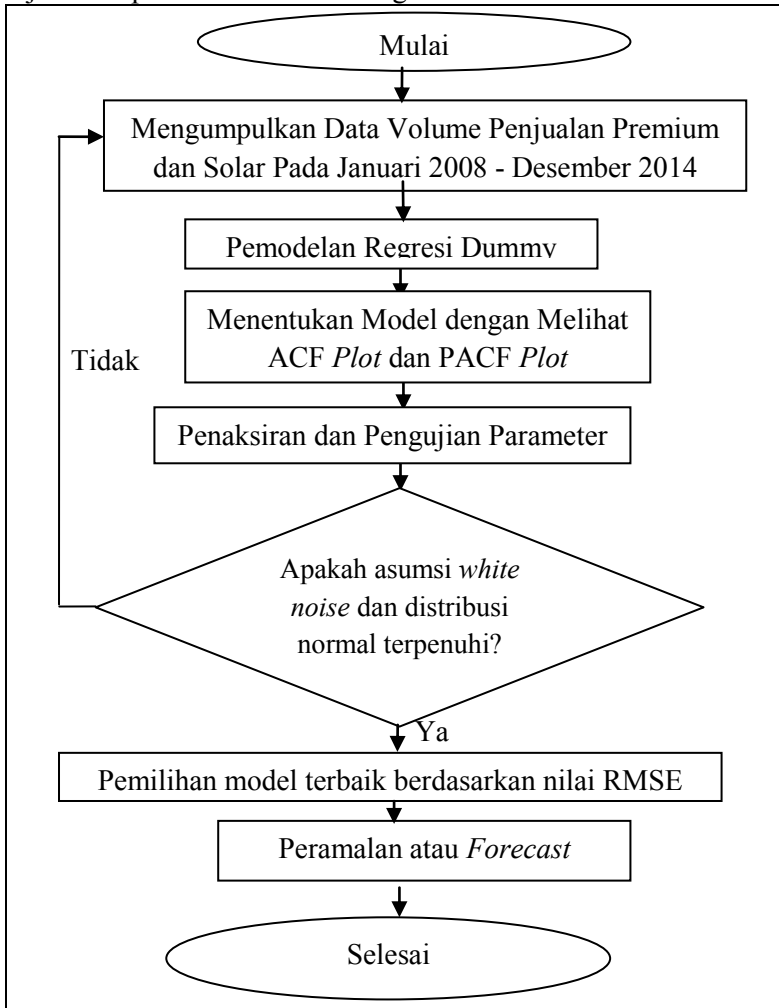 Mulai
Mengumpulkan Data Volume Penjualan Premium
dan Solar Pada Januari 2008 - Desember 2014
Pemodelan Regresi Dummy
Menentukan Model dengan Melihat
ACF Plot dan PACF Plot
Tidak
Penaksiran dan Pengujian Parameter
Apakah asumsi white
noise dan distribusi
normal terpenuhi?
Ya
Pemilihan model terbaik berdasarkan nilai RMSE
Peramalan atau Forecast
Selesai